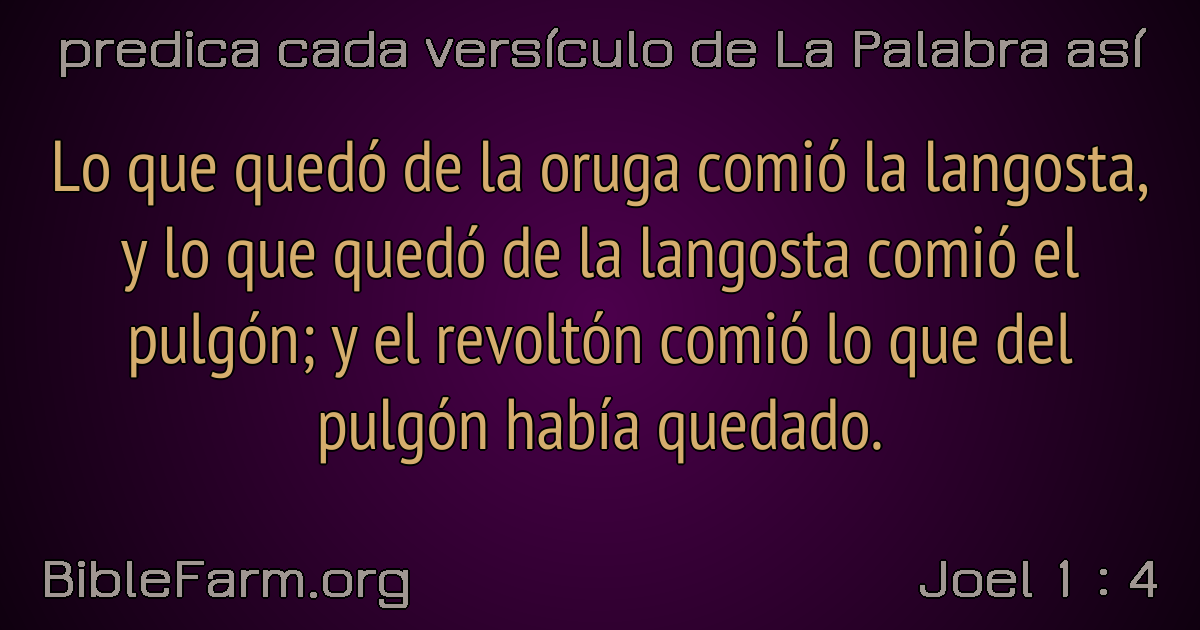 predica cada versículo de La Palabra así
Lo que quedó de la oruga comió la langosta,
y lo que quedó de la langosta comió el
pulgón; y el revoltón comió lo que del
pulgón había quedado.
BibleFarm.org
Joel 1 : 4